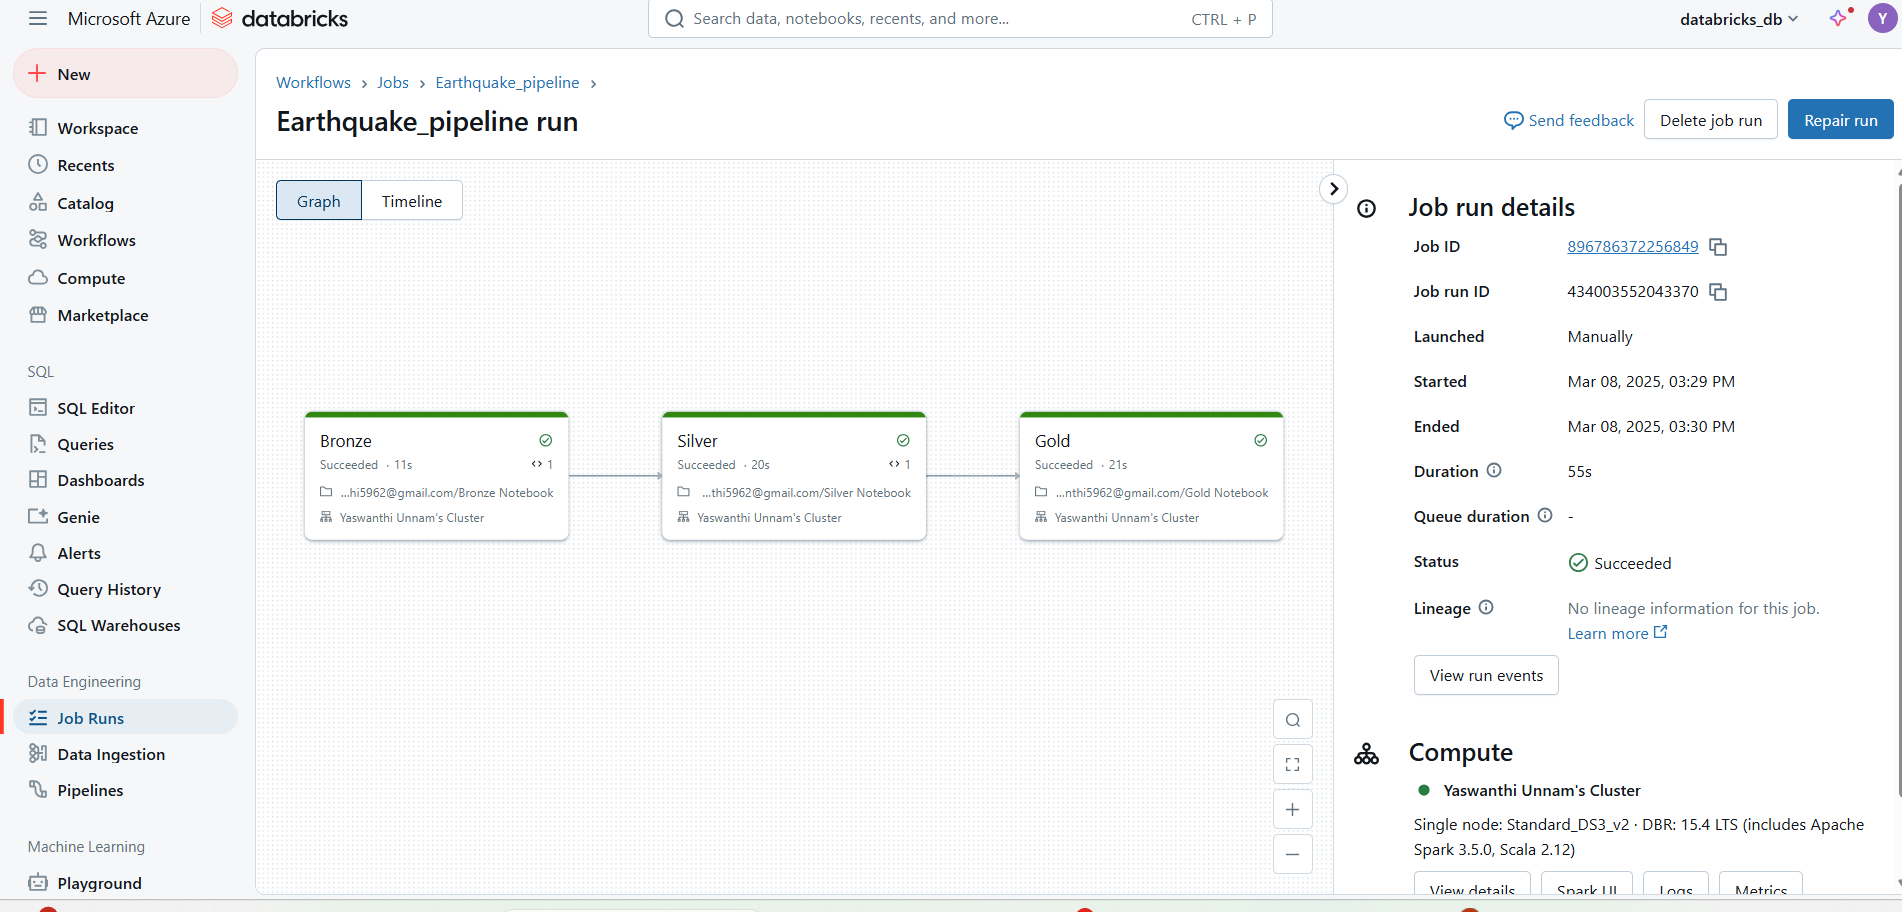 Microsoft Azure
databricks
Search data, notebooks, recents, and more...
CTRL + P
databricks_db
Y
New
Workspace
Recents
Catalog
Workflows
Compute
Marketplace
SQL
SQL Editor
Queries
Dashboards
Genie
Alerts
Query History
SQL Warehouses
Data Engineering
Job Runs
Data Ingestion
Pipelines
Machine Learning
Playground
Workflows › Jobs › Earthquake_pipeline ›
Earthquake_pipeline run
Send feedback
Delete job run
Repair run
Graph
Timeline
Bronze
Succeeded · 11s
1
...hi5962@gmail.com/Bronze Notebook
Yaswanthi Unnam's Cluster
Silver
Succeeded · 20s
1
...thi5962@gmail.com/Silver Notebook
Yaswanthi Unnam's Cluster
Gold
Succeeded · 21s
...nthi5962@gmail.com/Gold Notebook
Yaswanthi Unnam's Cluster
Job run details
Job ID 896786372256849
Job run ID 434003552043370
Launched Manually
Started Mar 08, 2025, 03:29 PM
Ended Mar 08, 2025, 03:30 PM
Duration 55s
Queue duration -
Status Succeeded
Lineage No lineage information for this job.
Learn more
View run events
Compute
Yaswanthi Unnam's Cluster
Single node: Standard_DS3_v2 · DBR: 15.4 LTS (includes Apache
Spark 3.5.0, Scala 2.12)
View details
Spark UI
Logs
Metrics